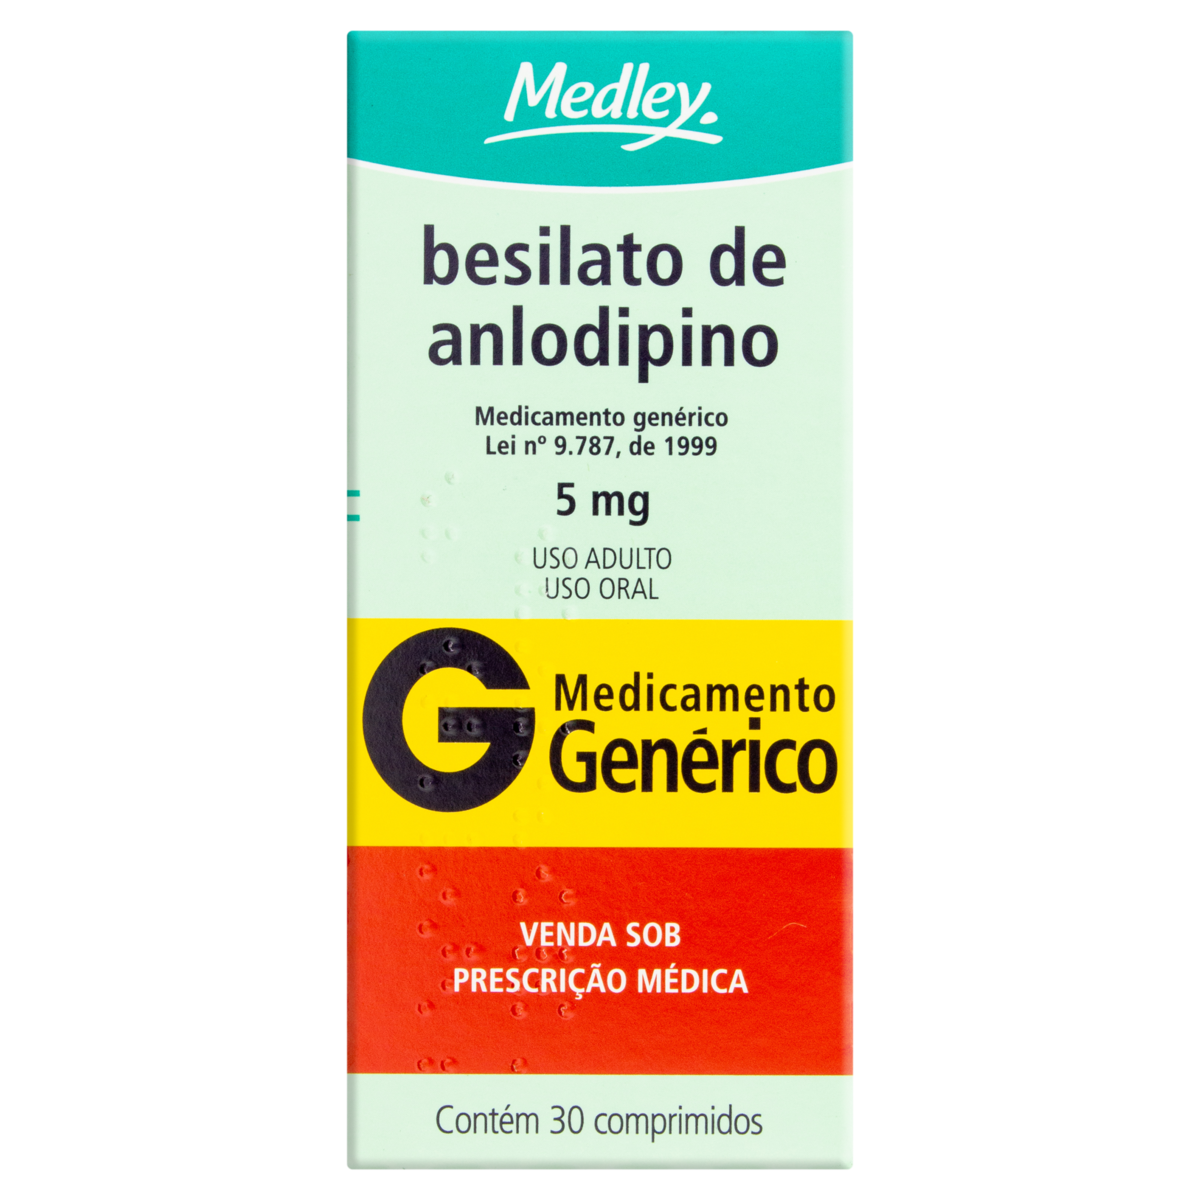 Medley.
besilato de
anlodipino
Medicamento genérico
Lei nº 9.787, de 1999
5 mg
USO ADULTO
USO ORAL
G
Medicamento
Genérico
VENDA SOB
PRESCRIÇÃO MÉDICA
Contém 30 comprimidos